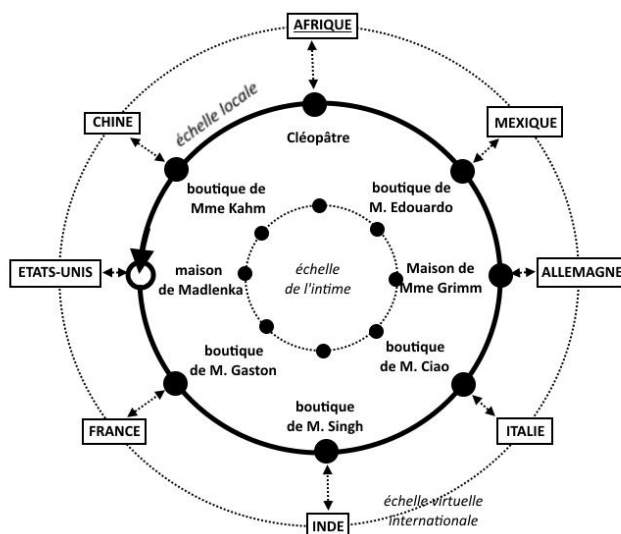 AFRIQUE
échelle locale
CHINE
MEXIQUE
Cléopâtre
boutique de
Mme Kahm
boutique de
M. Edouardo
ETATS-UNIS
maison
de Madlenka
échelle
de l'intime
Maison de
Mme Grimm
ALLEMAGNE
boutique
de M. Gaston
boutique
de M. Ciao
FRANCE
boutique
de M. Singh
ITALIE
échelle virtuelle
internationale
INDE